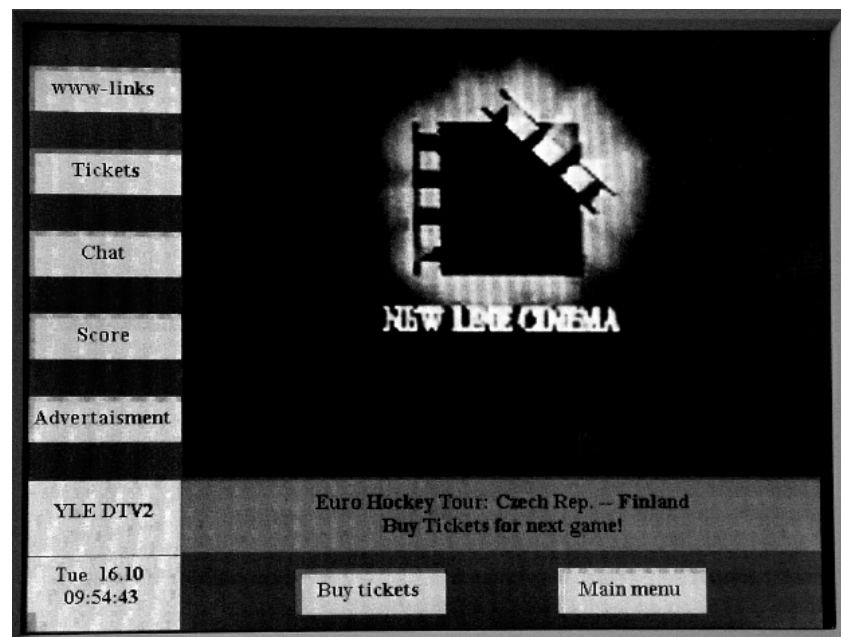 www-links
Tickets
Chat
Score
Advertaisment
NEW LINE CINEMA
YLE DTV2
Euro Hockey Tour: Czech Rep. -- Finland
Buy Tickets for next game!
Tue 16.10
09:54:43
Buy tickets
Main menu